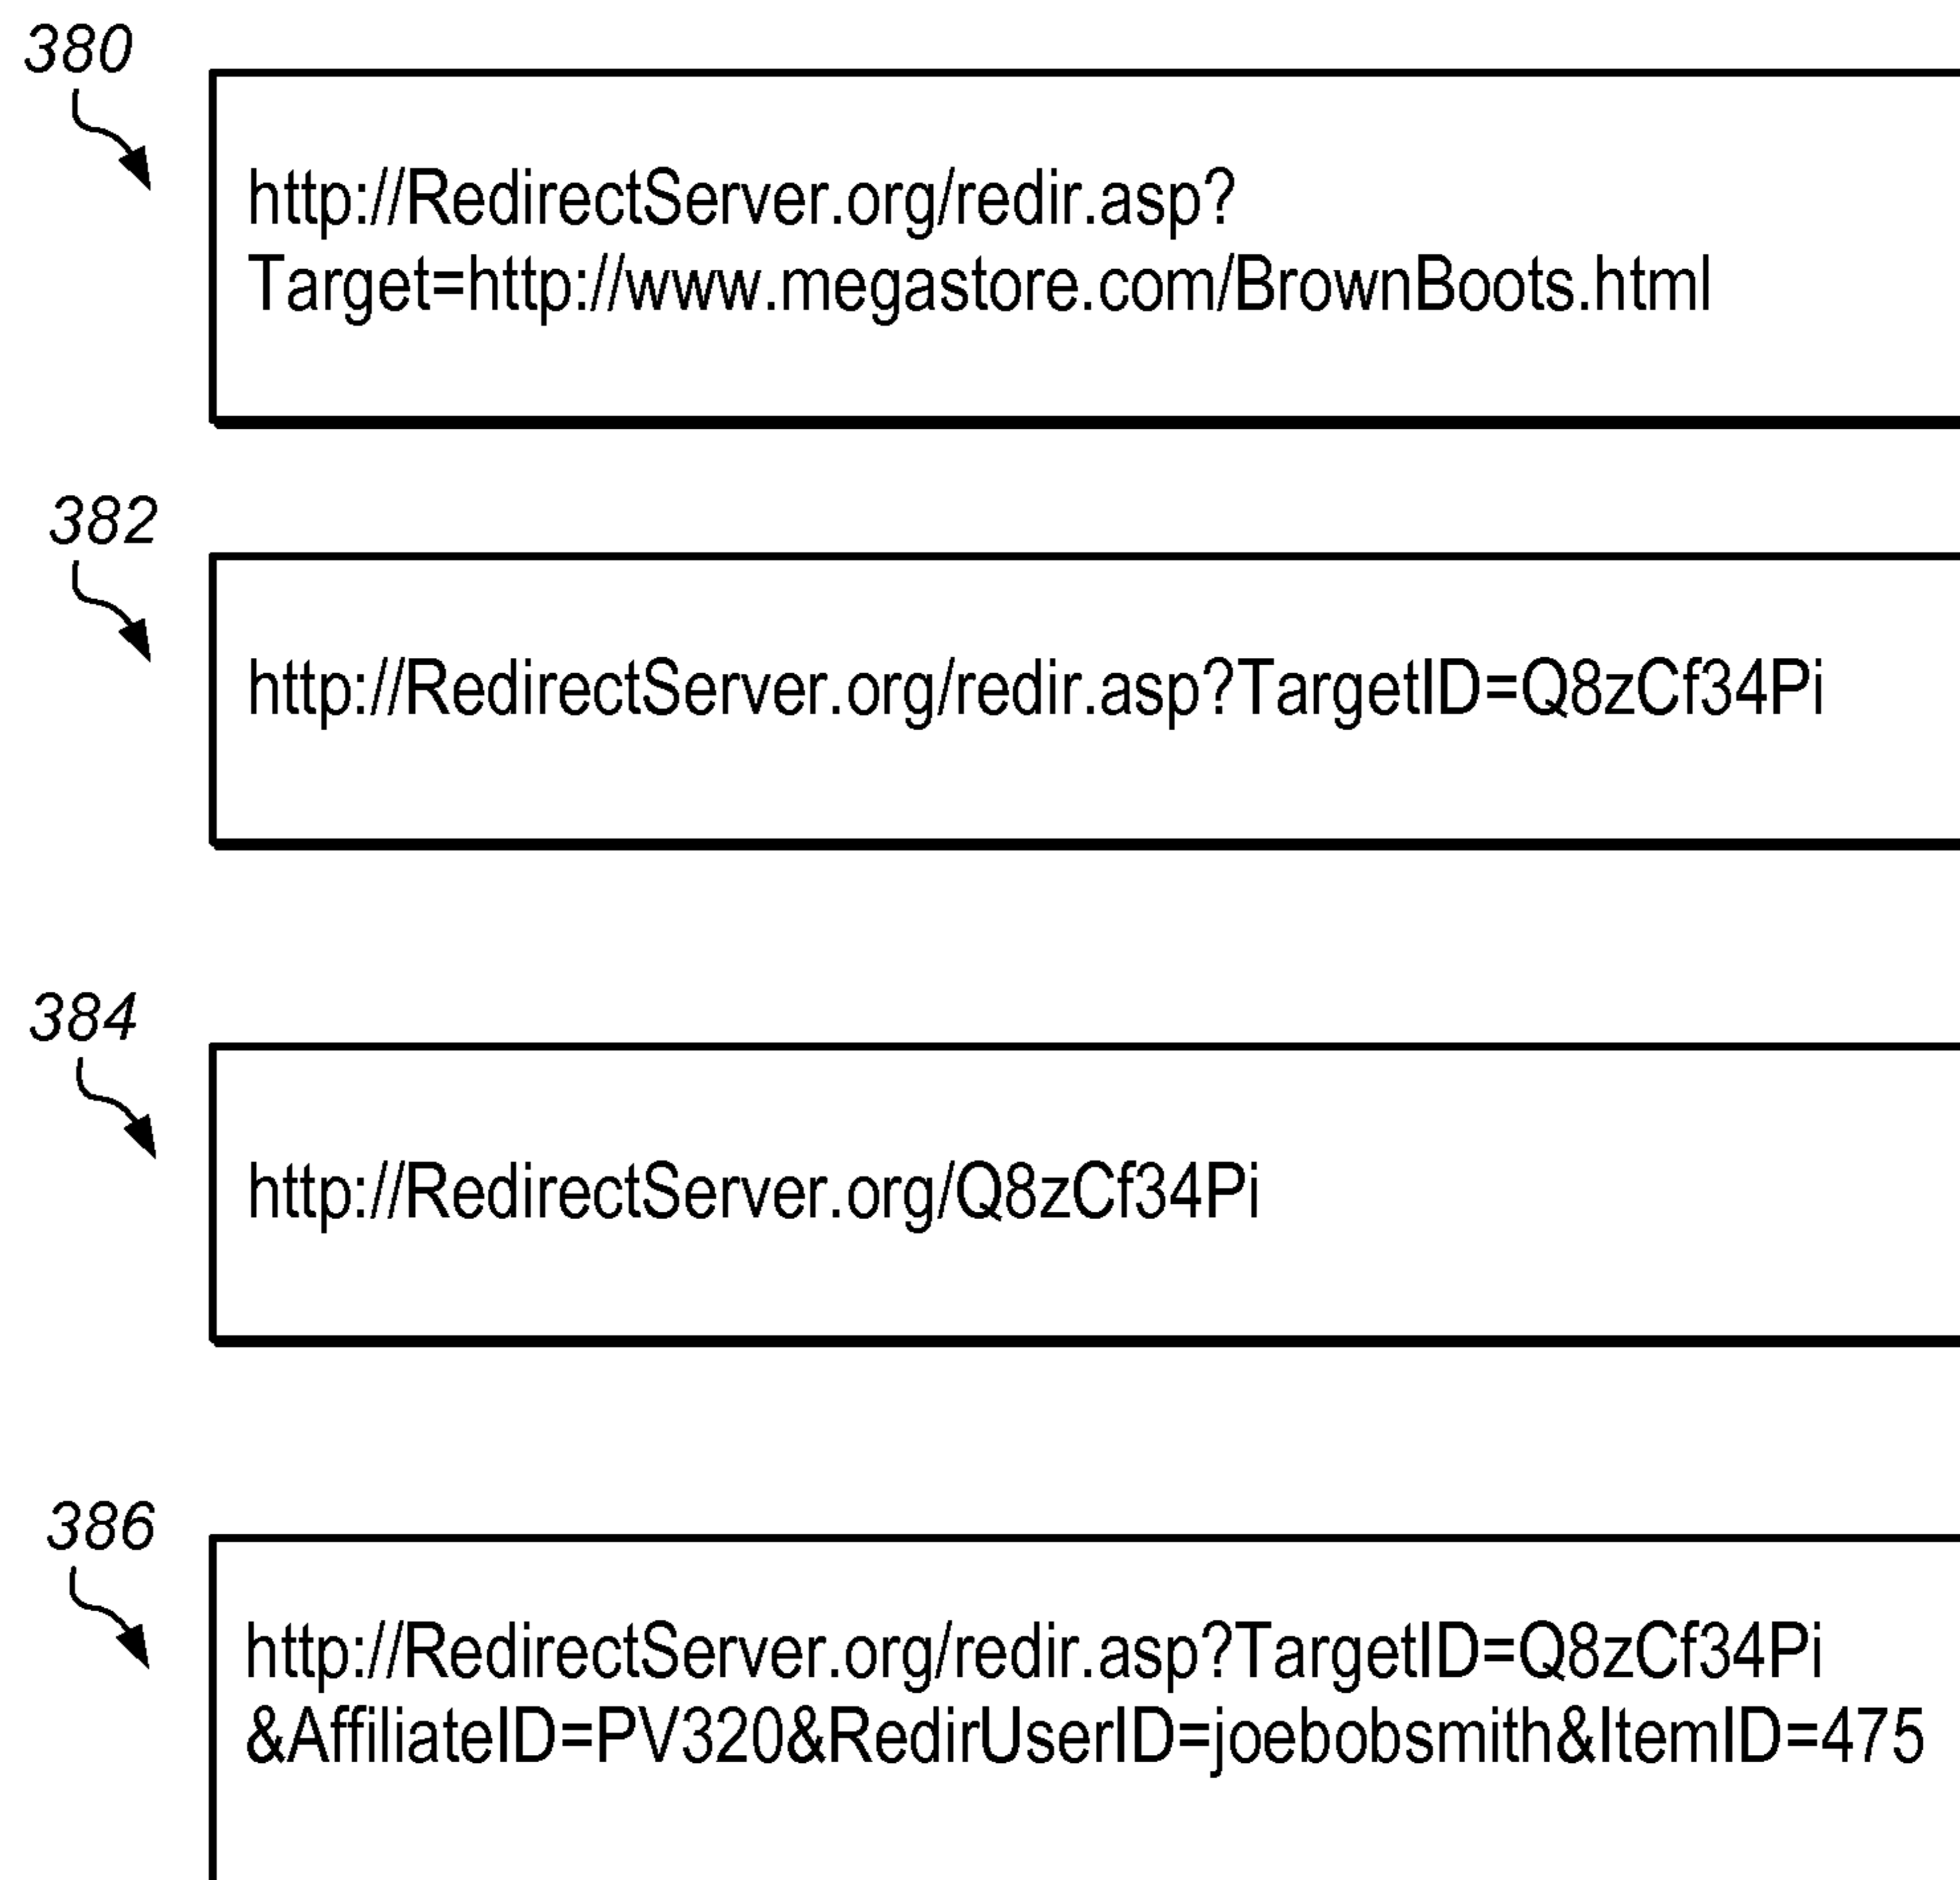 380
http://RedirectServer.org/redir.asp?
Target=http://www.megastore.com/BrownBoots.html
382
http://RedirectServer.org/redir.asp?TargetID=Q8zCf34Pi
384
http://RedirectServer.org/Q8zCf34Pi
386
http://RedirectServer.org/redir.asp?TargetID=Q8zCf34Pi
&AffiliateID=PV320&RedirUserID=joebobsmith&ItemID=475